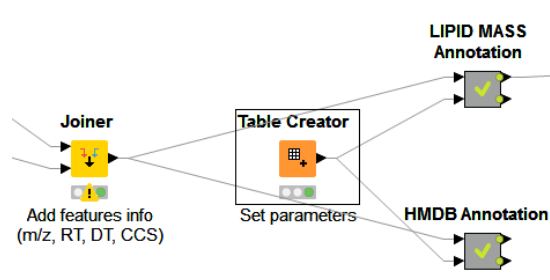 LIPID MASS
Annotation
Joiner
Table Creator
Add features info
(m/z, RT, DT, CCS)
Set parameters
HMDB Annotation